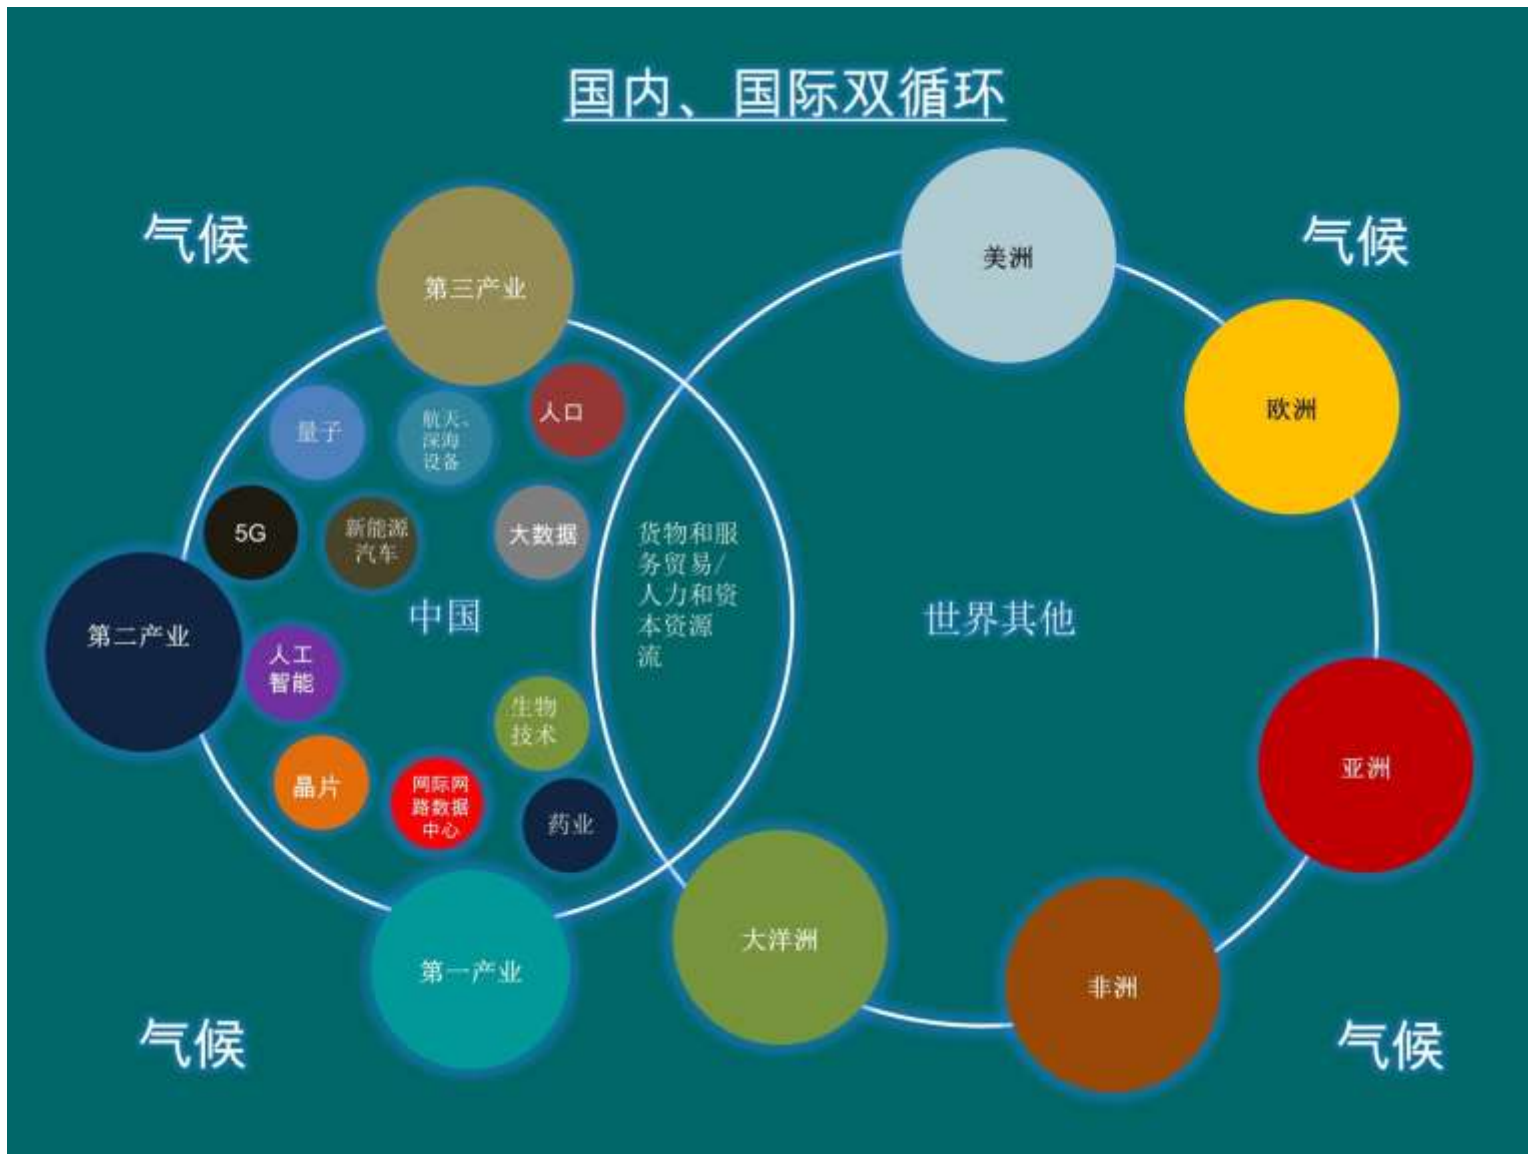 国内、国际双循环
气候
气候
第三产业
量子
航天、
深海
设备
人口
5G
新能源
汽车
大数据
中国
第二产业
人工
智能
生物
技术
晶片
网际网
路数据
中心
药业
第一产业
货物和服
务贸易/
人力和资
本资源
流
世界其他
美洲
欧洲
亚洲
非洲
大洋洲
气候
气候